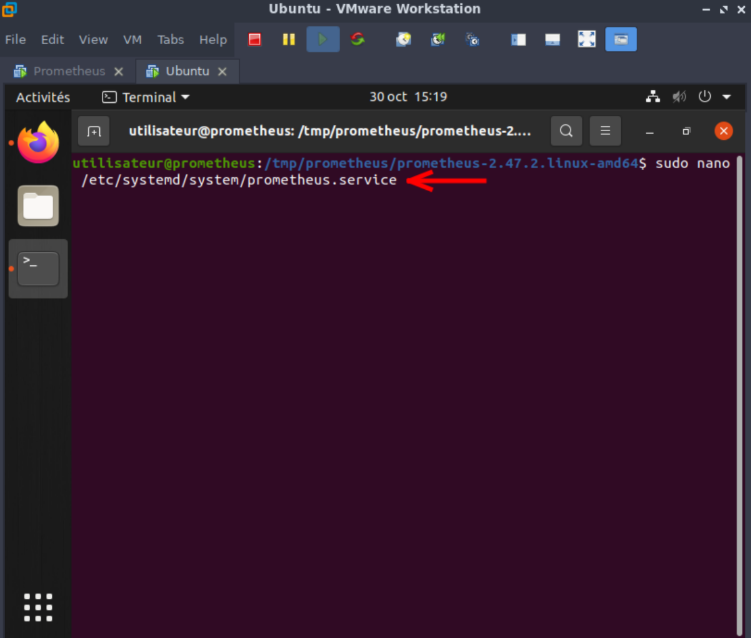 Ubuntu - VMware Workstation
File Edit View VM Tabs Help
Prometheus Ubuntu
Activités Terminal 30 oct 15:19
utilisateur@prometheus: /tmp/prometheus/prometheus-2....
utilisateur@prometheus:/tmp/prometheus/prometheus-2.47.2.linux-amd64$ sudo nano
/etc/systemd/system/prometheus.service
>_